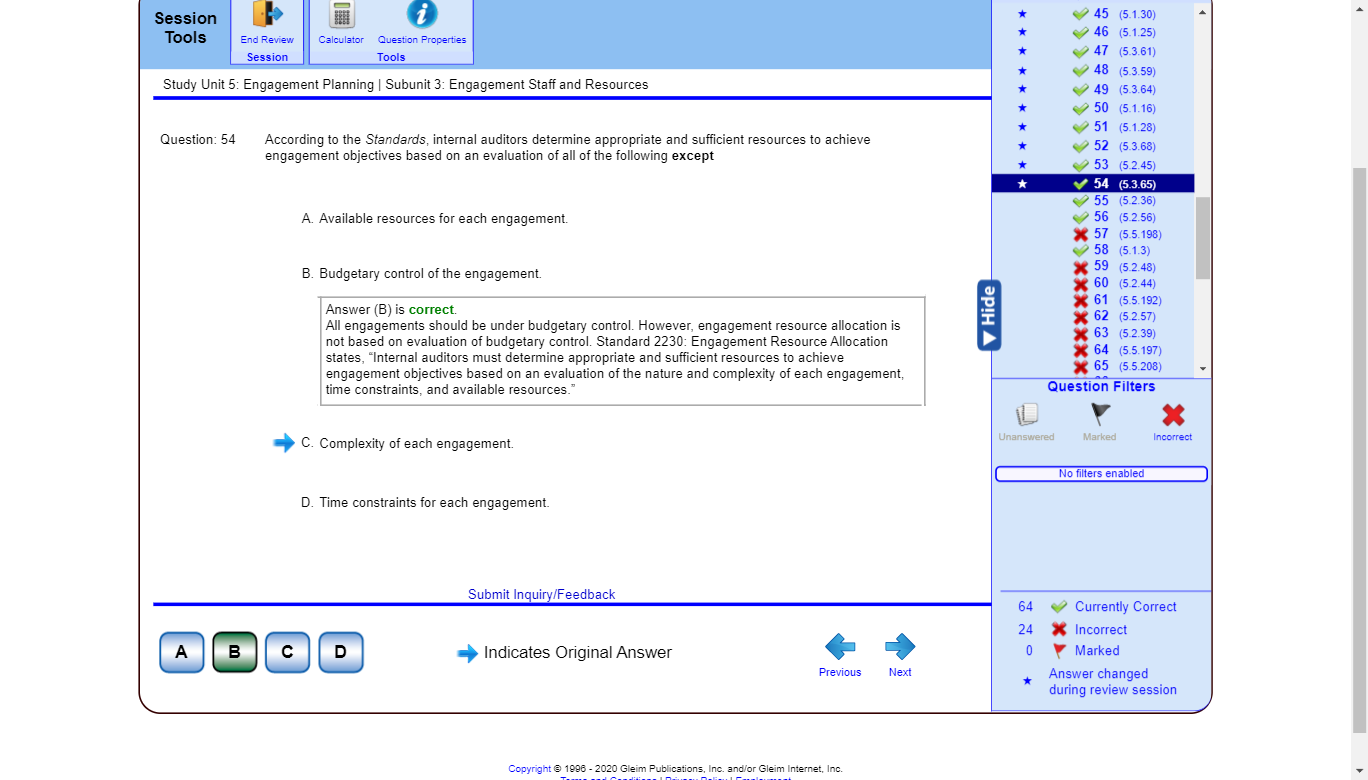 Session
Tools
End Review
Session
Calculator
Question Properties
Tools
Study Unit 5: Engagement Planning | Subunit 3: Engagement Staff and Resources
Question: 54
According to the Standards, internal auditors determine appropriate and sufficient resources to achieve
engagement objectives based on an evaluation of all of the following except
A. Available resources for each engagement.
B. Budgetary control of the engagement.
Answer (B) is correct.
All engagements should be under budgetary control. However, engagement resource allocation is
not based on evaluation of budgetary control. Standard 2230: Engagement Resource Allocation
states, “Internal auditors must determine appropriate and sufficient resources to achieve
engagement objectives based on an evaluation of the nature and complexity of each engagement,
time constraints, and available resources.”
C. Complexity of each engagement.
D. Time constraints for each engagement.
Submit Inquiry/Feedback
A B C D
Indicates Original Answer
Previous
Next
45 (5.1.30)
46 (5.1.25)
47 (5.3.61)
48 (5.3.59)
49 (5.3.64)
50 (5.1.16)
51 (5.1.28)
52 (5.3.68)
53 (5.2.45)
54 (5.3.65)
55 (5.2.36)
56 (5.2.56)
57 (5.5.198)
58 (5.1.3)
59 (5.2.48)
60 (5.2.44)
61 (5.5.192)
62 (5.2.57)
63 (5.2.39)
64 (5.5.197)
65 (5.5.208)
Hide
Question Filters
Unanswered
Marked
Incorrect
No filters enabled
64 Currently Correct
24 Incorrect
0 Marked
Answer changed
during review session
Copyright © 1996 - 2020 Gleim Publications, Inc. and/or Gleim Internet, Inc.
Terms and Conditions | Privacy Policy | Employment